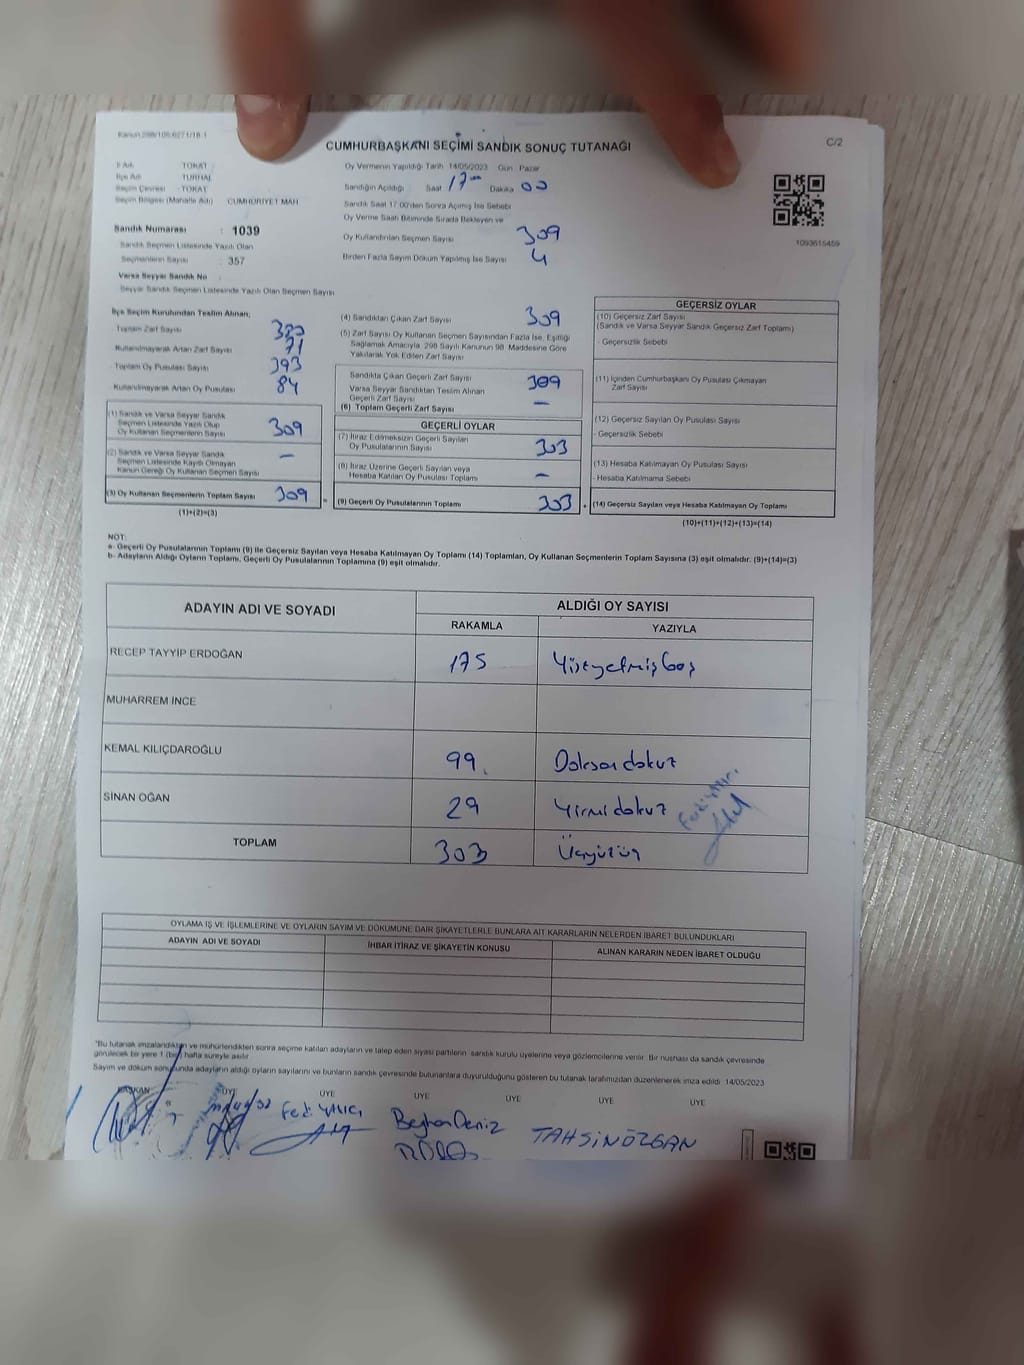 Kanun:298/105;6271/18-1
CUMHURBAŞKANI SEÇİMİ SANDIK SONUÇ TUTANAĞI
C/2
İl Adı : TOKAT
İlçe Adı : TURHAL
Seçim Çevresi : TOKAT
Seçim Bölgesi (Mahalle Adı) CUMHURİYET MAH
Sandık Numarası : 1039
Sandık Seçmen Listesinde Yazılı Olan
Seçmenlerin Sayısı : 357
Varsa Seyyar Sandık No :
Seyyar Sandık Seçmen Listesinde Yazılı Olan Seçmen Sayısı
Oy Vermenin Yapıldığı Tarih 14/05/2023 Gün : Pazar
Sandığın Açıldığı : Saat 17 Dakika 00
Sandık Saat 17:00'den Sonra Açılmış İse Sebebi
Oy Verme Saati Bitiminde Sırada Bekleyen ve
Oy Kullandırılan Seçmen Sayısı 309
Birden Fazla Sayım Döküm Yapılmış İse Sayısı 4
1093615459
İlçe Seçim Kurulundan Teslim Alınan;
Toplam Zarf Sayısı
Kullanılmayarak Artan Zarf Sayısı 71
Toplam Oy Pusulası Sayısı 393
Kullanılmayarak Artan Oy Pusulası 84
(1) Sandık ve Varsa Seyyar Sandık
Seçmen Listesinde Yazılı Olup
Oy Kullanan Seçmenlerin Sayısı 309
(2) Sandık ve Varsa Seyyar Sandık
Seçmen Listesinde Kayıtlı Olmayan
Kanun Gereği Oy Kullanan Seçmen Sayısı –
(3) Oy Kullanan Seçmenlerin Toplam Sayısı 309
(1)+(2)=(3)
(4) Sandıktan Çıkan Zarf Sayısı 309
(5) Zarf Sayısı Oy Kullanan Seçmen Sayısından Fazla İse, Eşitliği
Sağlamak Amacıyla, 298 Sayılı Kanunun 98. Maddesine Göre
Yakılarak Yok Edilen Zarf Sayısı
Sandıkta Çıkan Geçerli Zarf Sayısı 309
Varsa Seyyar Sandıktan Teslim Alınan
Geçerli Zarf Sayısı –
(6) Toplam Geçerli Zarf Sayısı
GEÇERLİ OYLAR
(7) İtiraz Edilmeksizin Geçerli Sayılan
Oy Pusulalarının Sayısı 303
(8) İtiraz Üzerine Geçerli Sayılan veya
Hesaba Katılan Oy Pusulası Toplamı –
(9) Geçerli Oy Pusulalarının Toplamı 303
=
+
GEÇERSİZ OYLAR
(10) Geçersiz Zarf Sayısı
(Sandık ve Varsa Seyyar Sandık Geçersiz Zarf Toplamı)
- Geçersizlik Sebebi
(11) İçinden Cumhurbaşkanı Oy Pusulası Çıkmayan
Zarf Sayısı
(12) Geçersiz Sayılan Oy Pusulası Sayısı
- Geçersizlik Sebebi
(13) Hesaba Katılmayan Oy Pusulası Sayısı
- Hesaba Katılmama Sebebi
(14) Geçersiz Sayılan veya Hesaba Katılmayan Oy Toplamı
(10)+(11)+(12)+(13)=(14)
NOT:
a- Geçerli Oy Pusulalarının Toplamı (9) ile Geçersiz Sayılan veya Hesaba Katılmayan Oy Toplamı (14) Toplamları, Oy Kullanan Seçmenlerin Toplam Sayısına (3) eşit olmalıdır. (9)+(14)=(3)
b- Adayların Aldığı Oyların Toplamı, Geçerli Oy Pusulalarının Toplamına (9) eşit olmalıdır.
ADAYIN ADI VE SOYADI
ALDIĞI OY SAYISI
RAKAMLA
YAZIYLA
RECEP TAYYİP ERDOĞAN 175 Yüzyetmişbeş
MUHARREM İNCE
KEMAL KILIÇDAROĞLU 99 Doksan dokuz
SİNAN OĞAN 29 Yirmidokuz
TOPLAM 303 Üçyüzüç
OYLAMA İŞ VE İŞLEMLERİNE VE OYLARIN SAYIM VE DÖKÜMÜNE DAİR ŞİKAYETLERLE BUNLARA AİT KARARLARIN NELERDEN İBARET BULUNDUKLARI
ADAYIN ADI VE SOYADI
İHBAR İTİRAZ VE ŞİKAYETİN KONUSU
ALINAN KARARIN NEDEN İBARET OLDUĞU
*Bu tutanak imzalandıktan ve mühürlendikten sonra seçime katılan adayların ve talep eden siyasi partilerin sandık kurulu üyelerine veya gözlemcilerine verilir. Bir nüshası da sandık çevresinde
görülecek bir yere 1 (bir) hafta süreyle asılır.
Sayım ve döküm sonucunda adayların aldığı oyların sayılarını ve bunların sandık çevresinde bulunanlara duyurulduğunu gösteren bu tutanak tarafımızdan düzenlenerek imza edildi. 14/05/2023
BAŞKAN ÜYE ÜYE ÜYE ÜYE ÜYE ÜYE
Beyhan Deniz
TAHSİN ÖZGAN